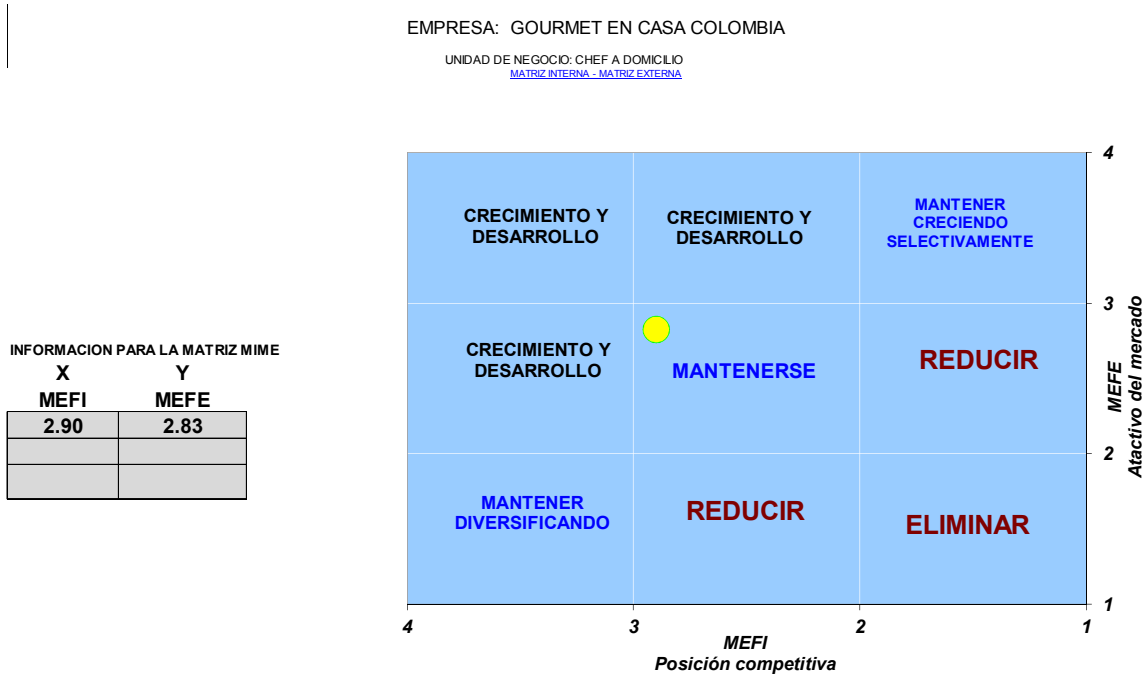 EMPRESA: GOURMET EN CASA COLOMBIA
UNIDAD DE NEGOCIO: CHEF A DOMICILIO
MATRIZ INTERNA - MATRIZ EXTERNA
INFORMACION PARA LA MATRIZ MIME
X Y
MEFI MEFE
2.90 2.83
CRECIMIENTO Y
DESARROLLO
CRECIMIENTO Y
DESARROLLO
MANTENER
CRECIENDO
SELECTIVAMENTE
CRECIMIENTO Y
DESARROLLO
MANTENERSE
REDUCIR
MANTENER
DIVERSIFICANDO
REDUCIR
ELIMINAR
4
3
2
1
MEFE
Atactivo del mercado
4 3 2 1
MEFI
Posición competitiva